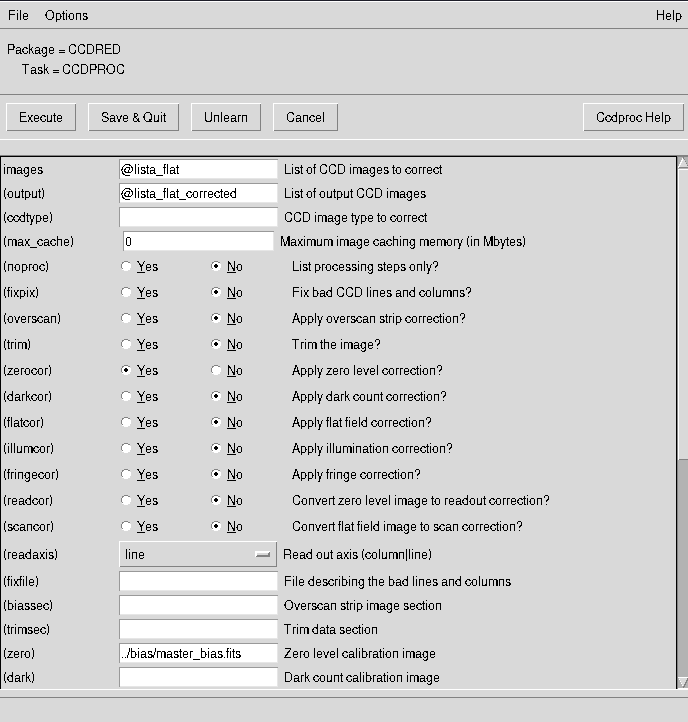 File Options Help
Package = CCDRED
Task = CCDPROC
Execute Save & Quit Unlearn Cancel Ccdproc Help
images @lista_flat List of CCD images to correct
(output) @lista_flat_corrected List of output CCD images
(ccdtype) CCD image type to correct
(max_cache) 0 Maximum image caching memory (in Mbytes)
(noproc) Yes No List processing steps only?
(fixpix) Yes No Fix bad CCD lines and columns?
(overscan) Yes No Apply overscan strip correction?
(trim) Yes No Trim the image?
(zerocor) Yes No Apply zero level correction?
(darkcor) Yes No Apply dark count correction?
(flatcor) Yes No Apply flat field correction?
(illumcor) Yes No Apply illumination correction?
(fringecor) Yes No Apply fringe correction?
(readcor) Yes No Convert zero level image to readout correction?
(scancor) Yes No Convert flat field image to scan correction?
(readaxis) line Read out axis (column|line)
(fixfile) File describing the bad lines and columns
(biassec) Overscan strip image section
(trimsec) Trim data section
(zero) ../bias/master_bias.fits Zero level calibration image
(dark) Dark count calibration image